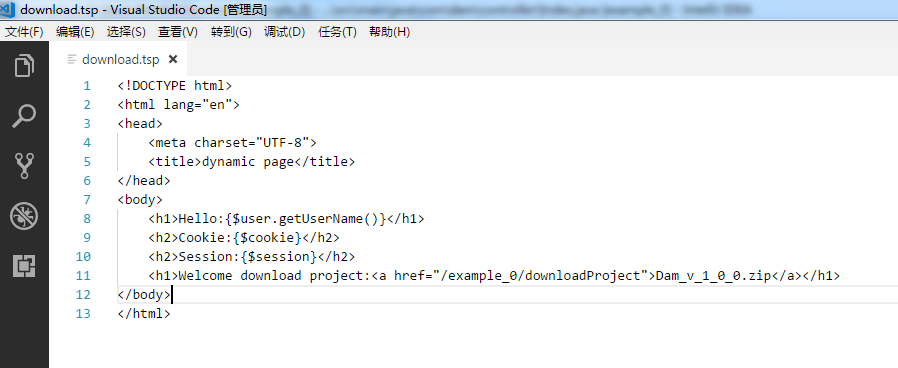 download.tsp - Visual Studio Code [管理员]
文件(F) 编辑(E) 选择(S) 查看(V) 转到(G) 调试(D) 任务(T) 帮助(H)
download.tsp ×
1 <!DOCTYPE html>
2 <html lang="en">
3 <head>
4 <meta charset="UTF-8">
5 <title>dynamic page</title>
6 </head>
7 <body>
8 <h1>Hello:{$user.getUserName()}</h1>
9 <h2>Cookie:{$cookie}</h2>
10 <h2>Session:{$session}</h2>
11 <h1>Welcome download project:<a href="/example_0/downloadProject">Dam_v_1_0_0.zip</a></h1>
12 </body>
13 </html>